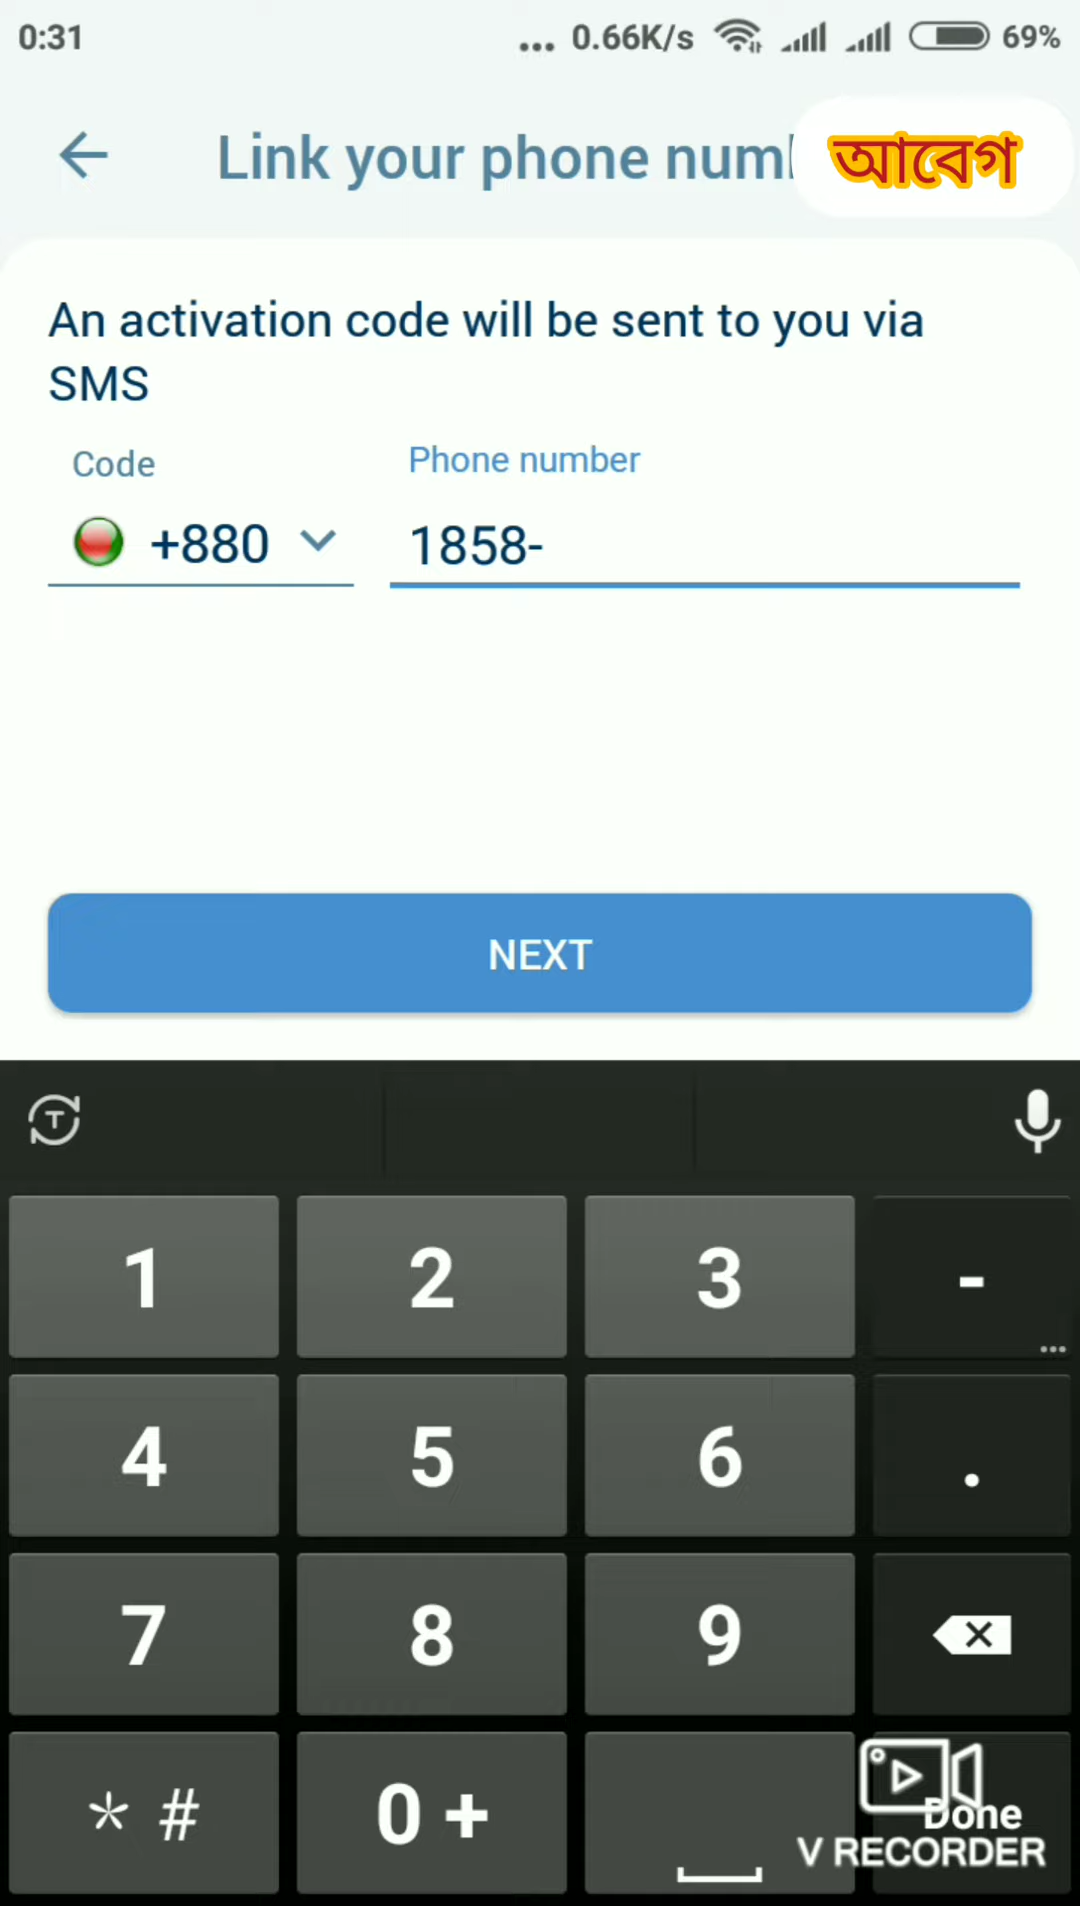 0:31 ... 0.66K/s 69%
Link your phone আবেগ
An activation code will be sent to you via
SMS
Code Phone number
+880 1858-
NEXT
T
1 2 3 -
...
4 5 6 .
7 8 9
* # 0 + Done
V RECORDER